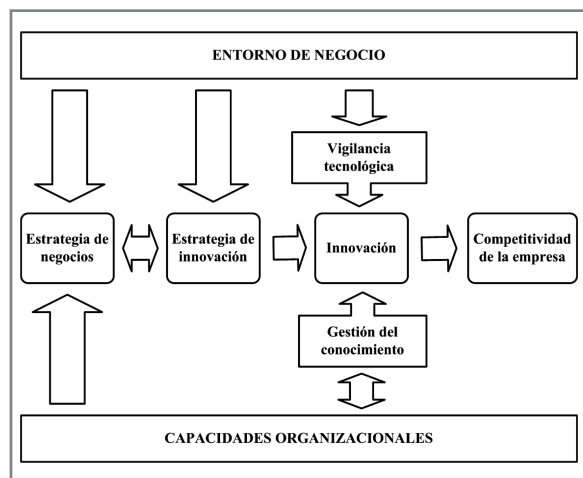 ENTORNO DE NEGOCIO
Vigilancia
tecnológica
Estrategia de
negocios
Estrategia de
innovación
Innovación
Competitividad
de la empresa
Gestión del
conocimiento
CAPACIDADES ORGANIZACIONALES